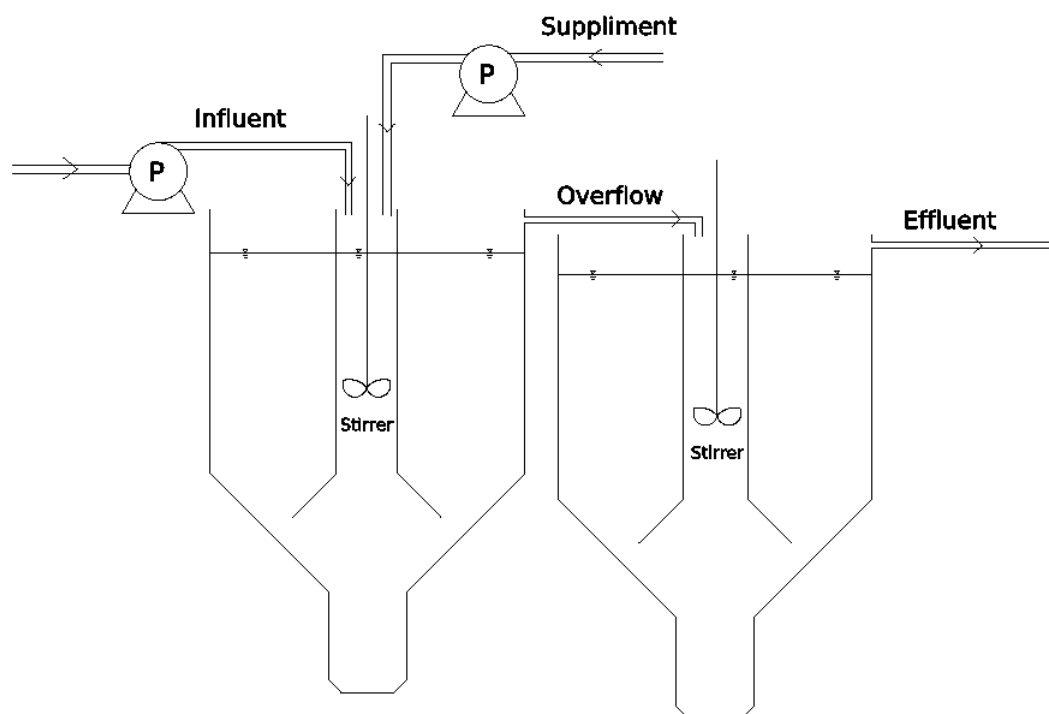 Suppliment
P
Influent
P
Overflow
Effluent
Stirrer
Stirrer